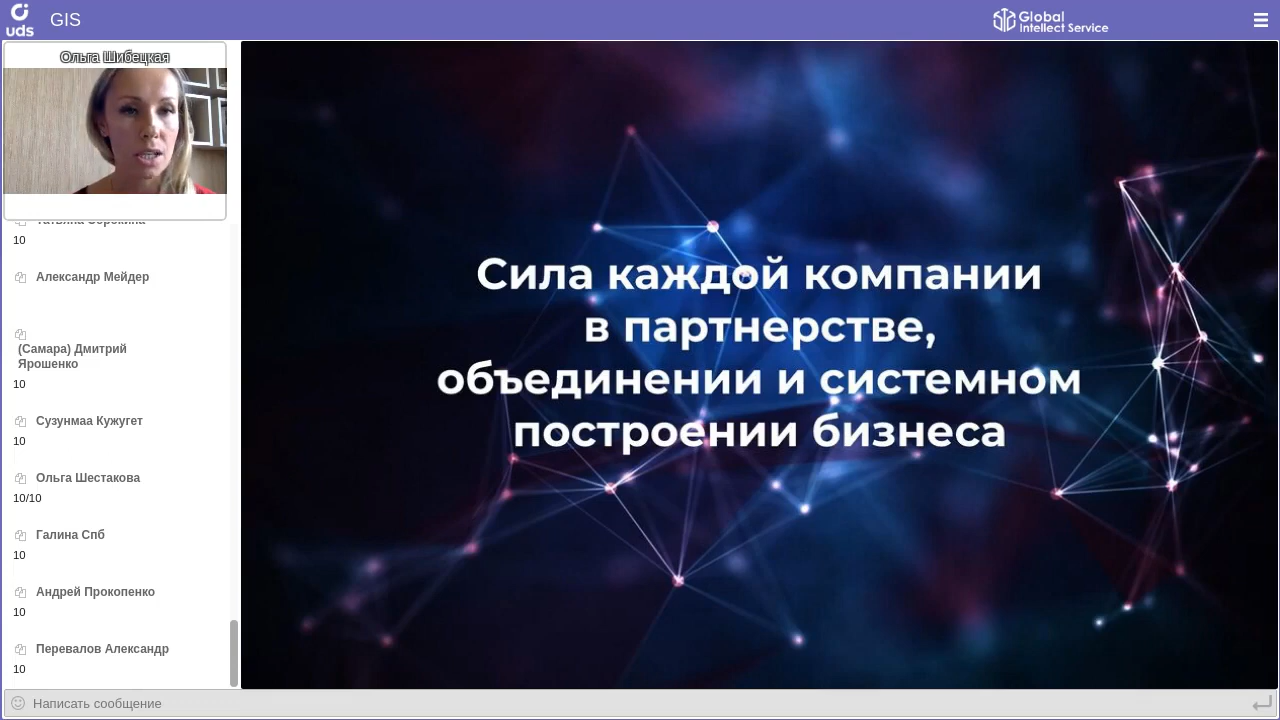 uds
GIS
Global
Intellect Service
Ольга Шибецкая
Татьяна Сорокина
10
Александр Мейдер
(Самара) Дмитрий
Ярошенко
10
Сузунмаа Кужугет
10
Ольга Шестакова
10/10
Галина Спб
10
Андрей Прокопенко
10
Перевалов Александр
10
Сила каждой компании
в партнерстве,
объединении и системном
построении бизнеса
Написать сообщение